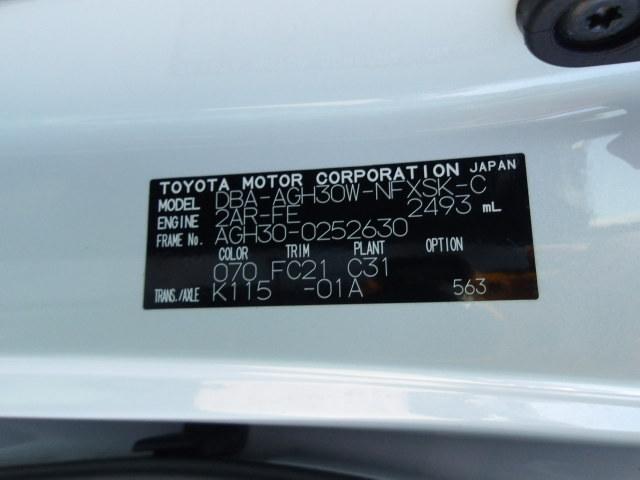 TOYOTA MOTOR CORPORATION JAPAN
MODEL DBA-AGH30W-NFXSK-C
ENGINE 2AR-FE 2493 mL
FRAME No. AGH30-0252630
COLOR TRIM PLANT OPTION
070 FC21 C31
TRANS./AXLE K115 -01A 563